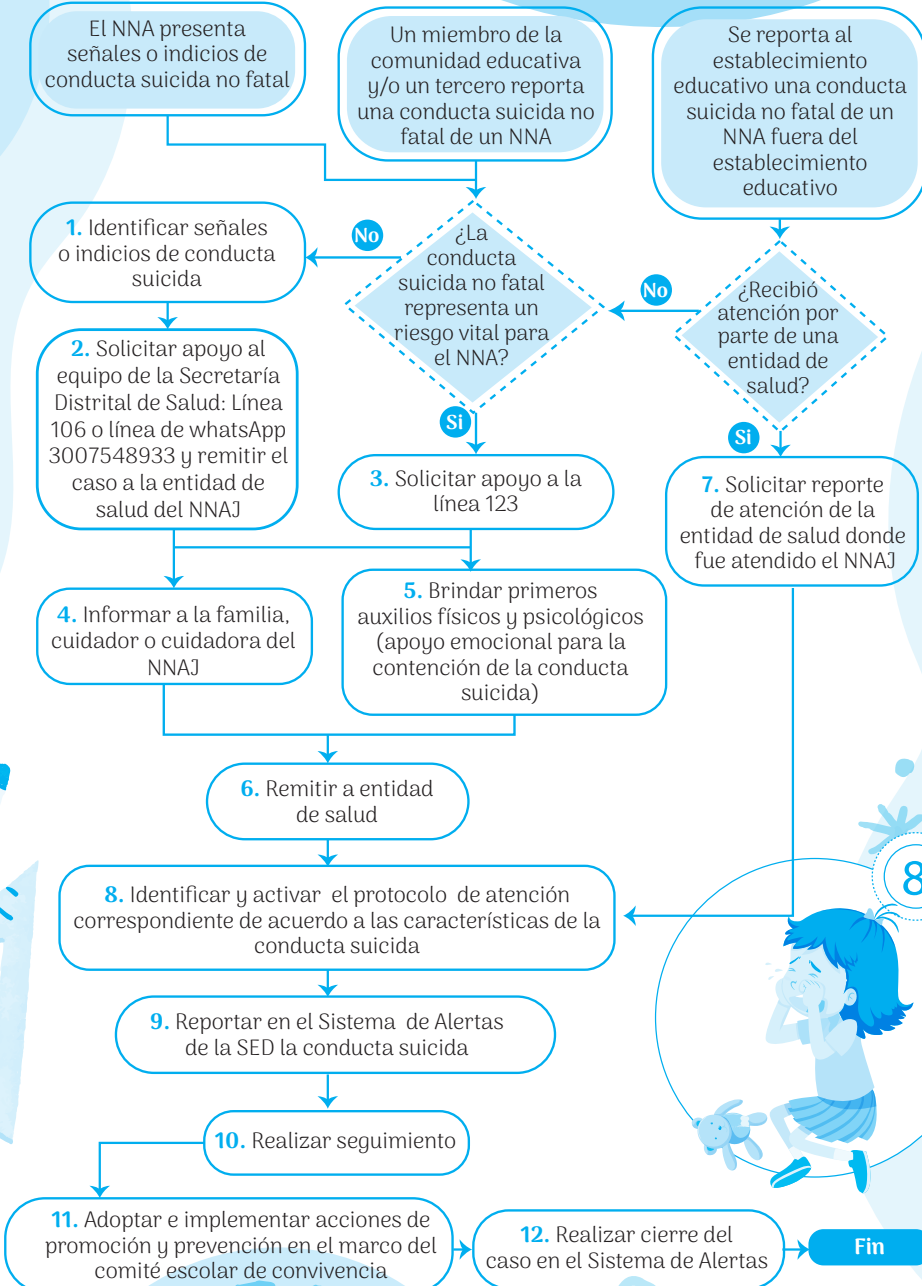 El NNA presenta
señales o indicios de
conducta suicida no fatal
Un miembro de la
comunidad educativa
y/o un tercero reporta
una conducta suicida no
fatal de un NNA
Se reporta al
establecimiento
educativo una conducta
suicida no fatal de un
NNA fuera del
establecimiento
educativo
1. Identificar señales
o indicios de conducta
suicida
No
¿La
conducta
suicida no fatal
representa un
riesgo vital para
el NNA?
No
¿Recibió
atención por
parte de una
entidad de
salud?
2. Solicitar apoyo al
equipo de la Secretaría
Distrital de Salud: Línea
106 o línea de whatsApp
3007548933 y remitir el
caso a la entidad de
salud del NNAJ
Si
3. Solicitar apoyo a la
línea 123
Si
7. Solicitar reporte
de atención de la
entidad de salud donde
fue atendido el NNAJ
4. Informar a la familia,
cuidador o cuidadora del
NNAJ
5. Brindar primeros
auxilios físicos y psicológicos
(apoyo emocional para la
contención de la conducta
suicida)
6. Remitir a entidad
de salud
8. Identificar y activar el protocolo de atención
correspondiente de acuerdo a las características de la
conducta suicida
8
9. Reportar en el Sistema de Alertas
de la SED la conducta suicida
10. Realizar seguimiento
11. Adoptar e implementar acciones de
promoción y prevención en el marco del
comité escolar de convivencia
12. Realizar cierre del
caso en el Sistema de Alertas
Fin